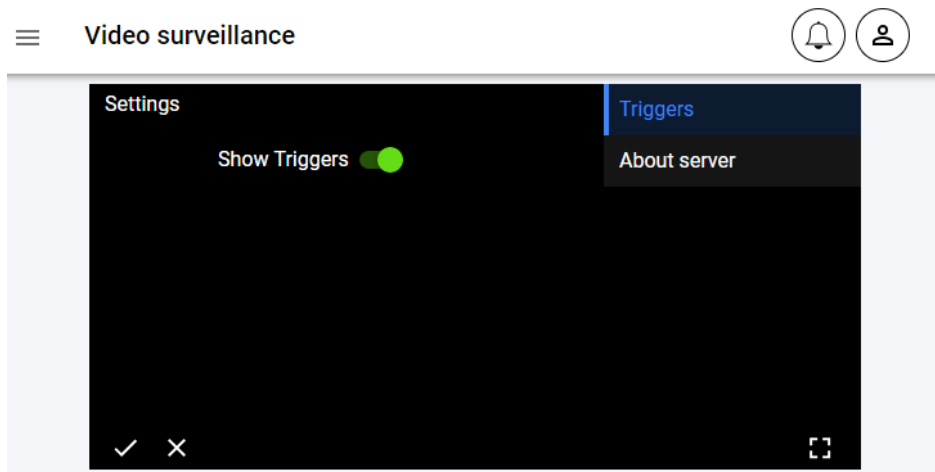 Video surveillance
Settings
Triggers
Show Triggers
About server